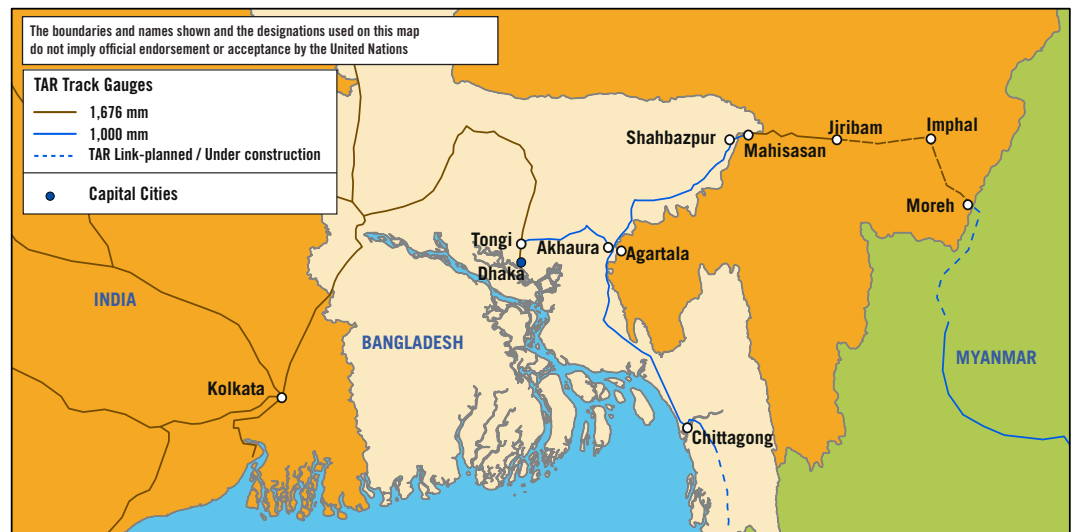 The boundaries and names shown and the designations used on this map
do not imply official endorsement or acceptance by the United Nations
TAR Track Gauges
1,676 mm
1,000 mm
TAR Link-planned / Under construction
Capital Cities
Shahbazpur
Mahisasan
Jiribam
Imphal
Moreh
Tongi
Akhaura
Agartala
Dhaka
INDIA
BANGLADESH
MYANMAR
Kolkata
Chittagong